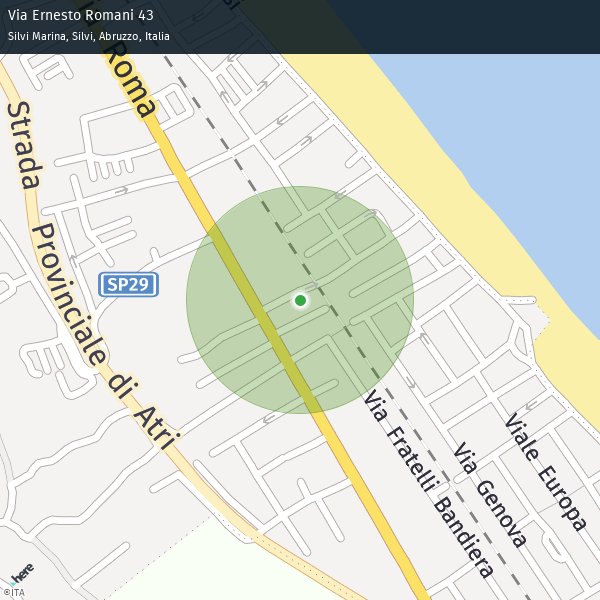 Via Ernesto Romani 43
Silvi Marina, Silvi, Abruzzo, Italia
Roma
Strada Provinciale di Atri
SP29
Via Fratelli Bandiera
Via Genova
Viale Europa
here
©ITA